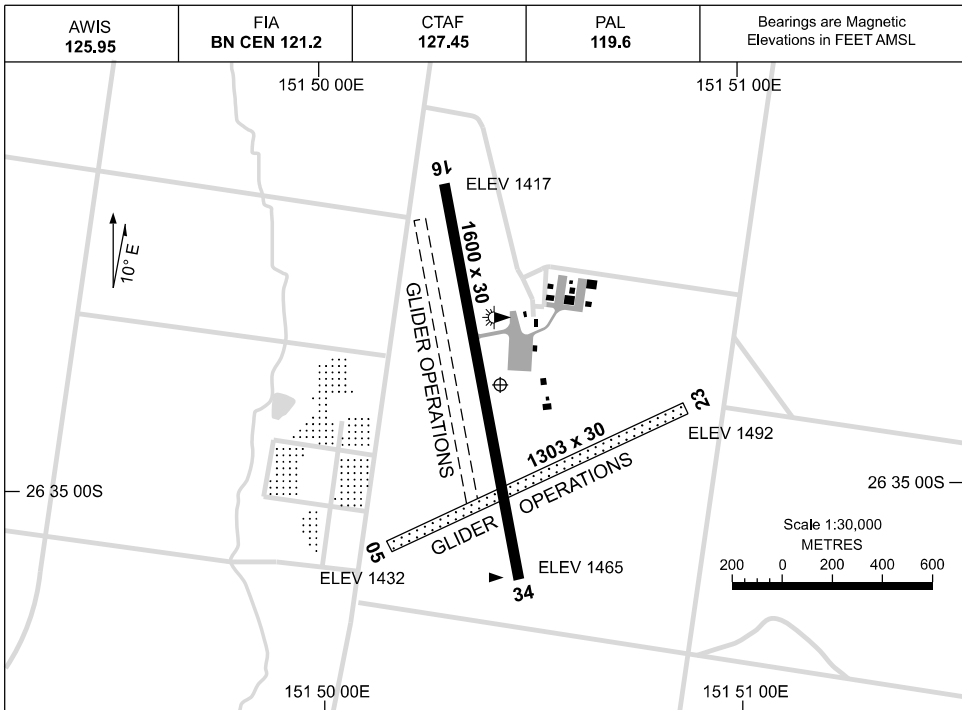 AWIS
125.95
FIA
BN CEN 121.2
CTAF
127.45
PAL
119.6
Bearings are Magnetic
Elevations in FEET AMSL
151 50 00E
151 51 00E
16
ELEV 1417
1600 x 30
10° E
GLIDER OPERATIONS
23
ELEV 1492
1303 x 30
GLIDER OPERATIONS
26 35 00S
26 35 00S
05
ELEV 1432
ELEV 1465
34
Scale 1:30,000
METRES
200 0 200 400 600
151 50 00E
151 51 00E